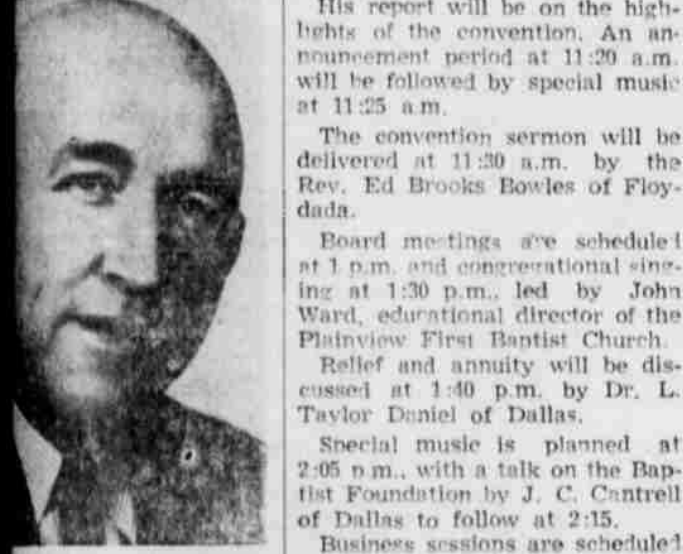 His report will be on the high-
lights of the convention. An an-
nouncement period at 11:20 a.m.
will be followed by special music
at 11:25 a.m.
The convention sermon will be
delivered at 11:30 a.m. by the
Rev. Ed Brooks Bowles of Floy-
dada.
Board meetings are scheduled
at 1 p.m. and congregational sing-
ing at 1:30 p.m., led by John
Ward, educational director of the
Plainview First Baptist Church.
Relief and annuity will be dis-
cussed at 1:40 p.m. by Dr. L.
Taylor Daniel of Dallas.
Special music is planned at
2:05 p.m., with a talk on the Bap-
tist Foundation by J. C. Cantrell
of Dallas to follow at 2:15.
Business sessions are scheduled